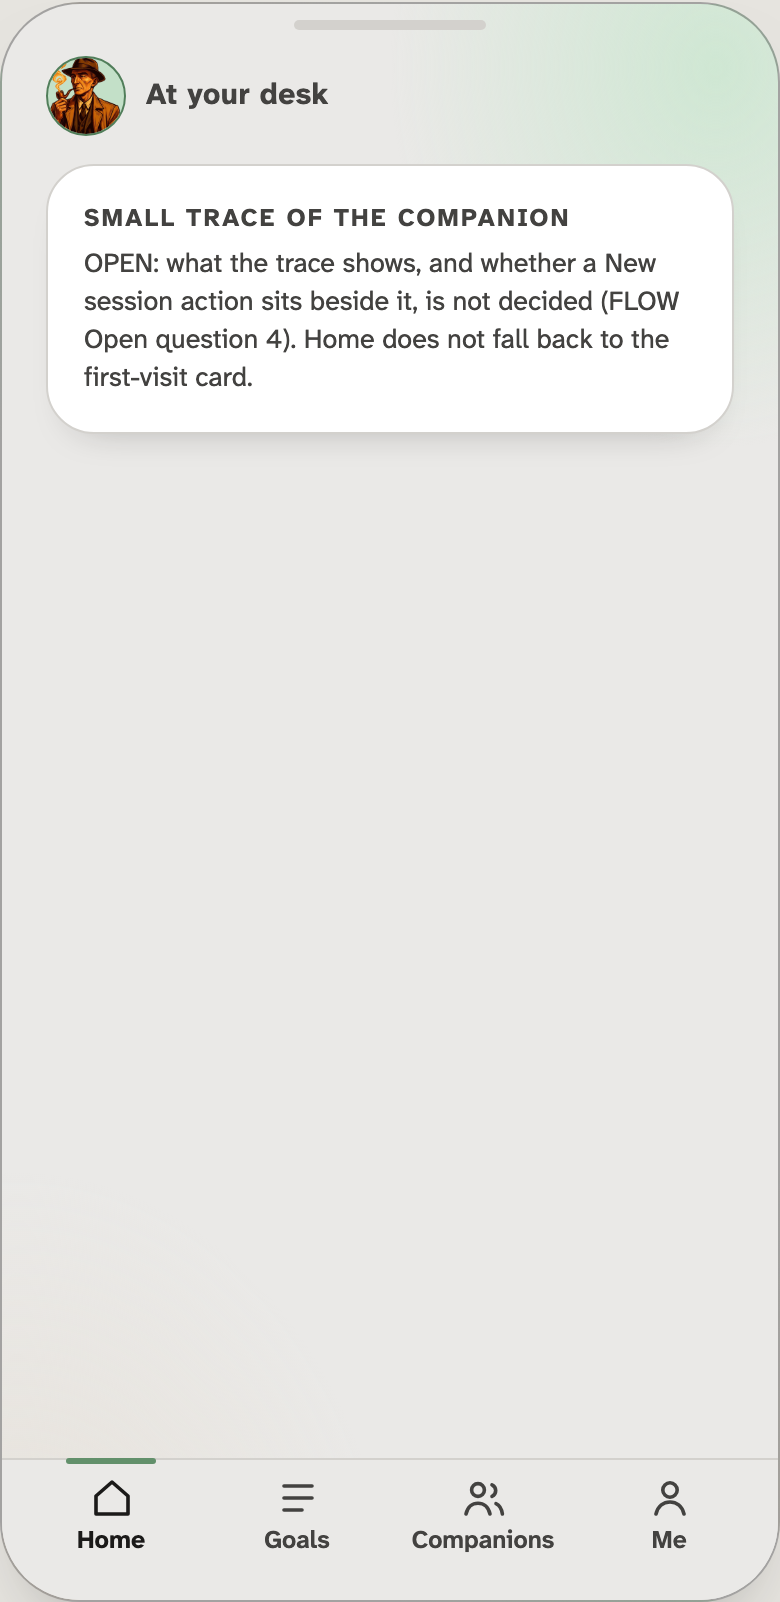 At your desk
SMALL TRACE OF THE COMPANION
OPEN: what the trace shows, and whether a New
session action sits beside it, is not decided (FLOW
Open question 4). Home does not fall back to the
first-visit card.
Home
Goals
Companions
Me